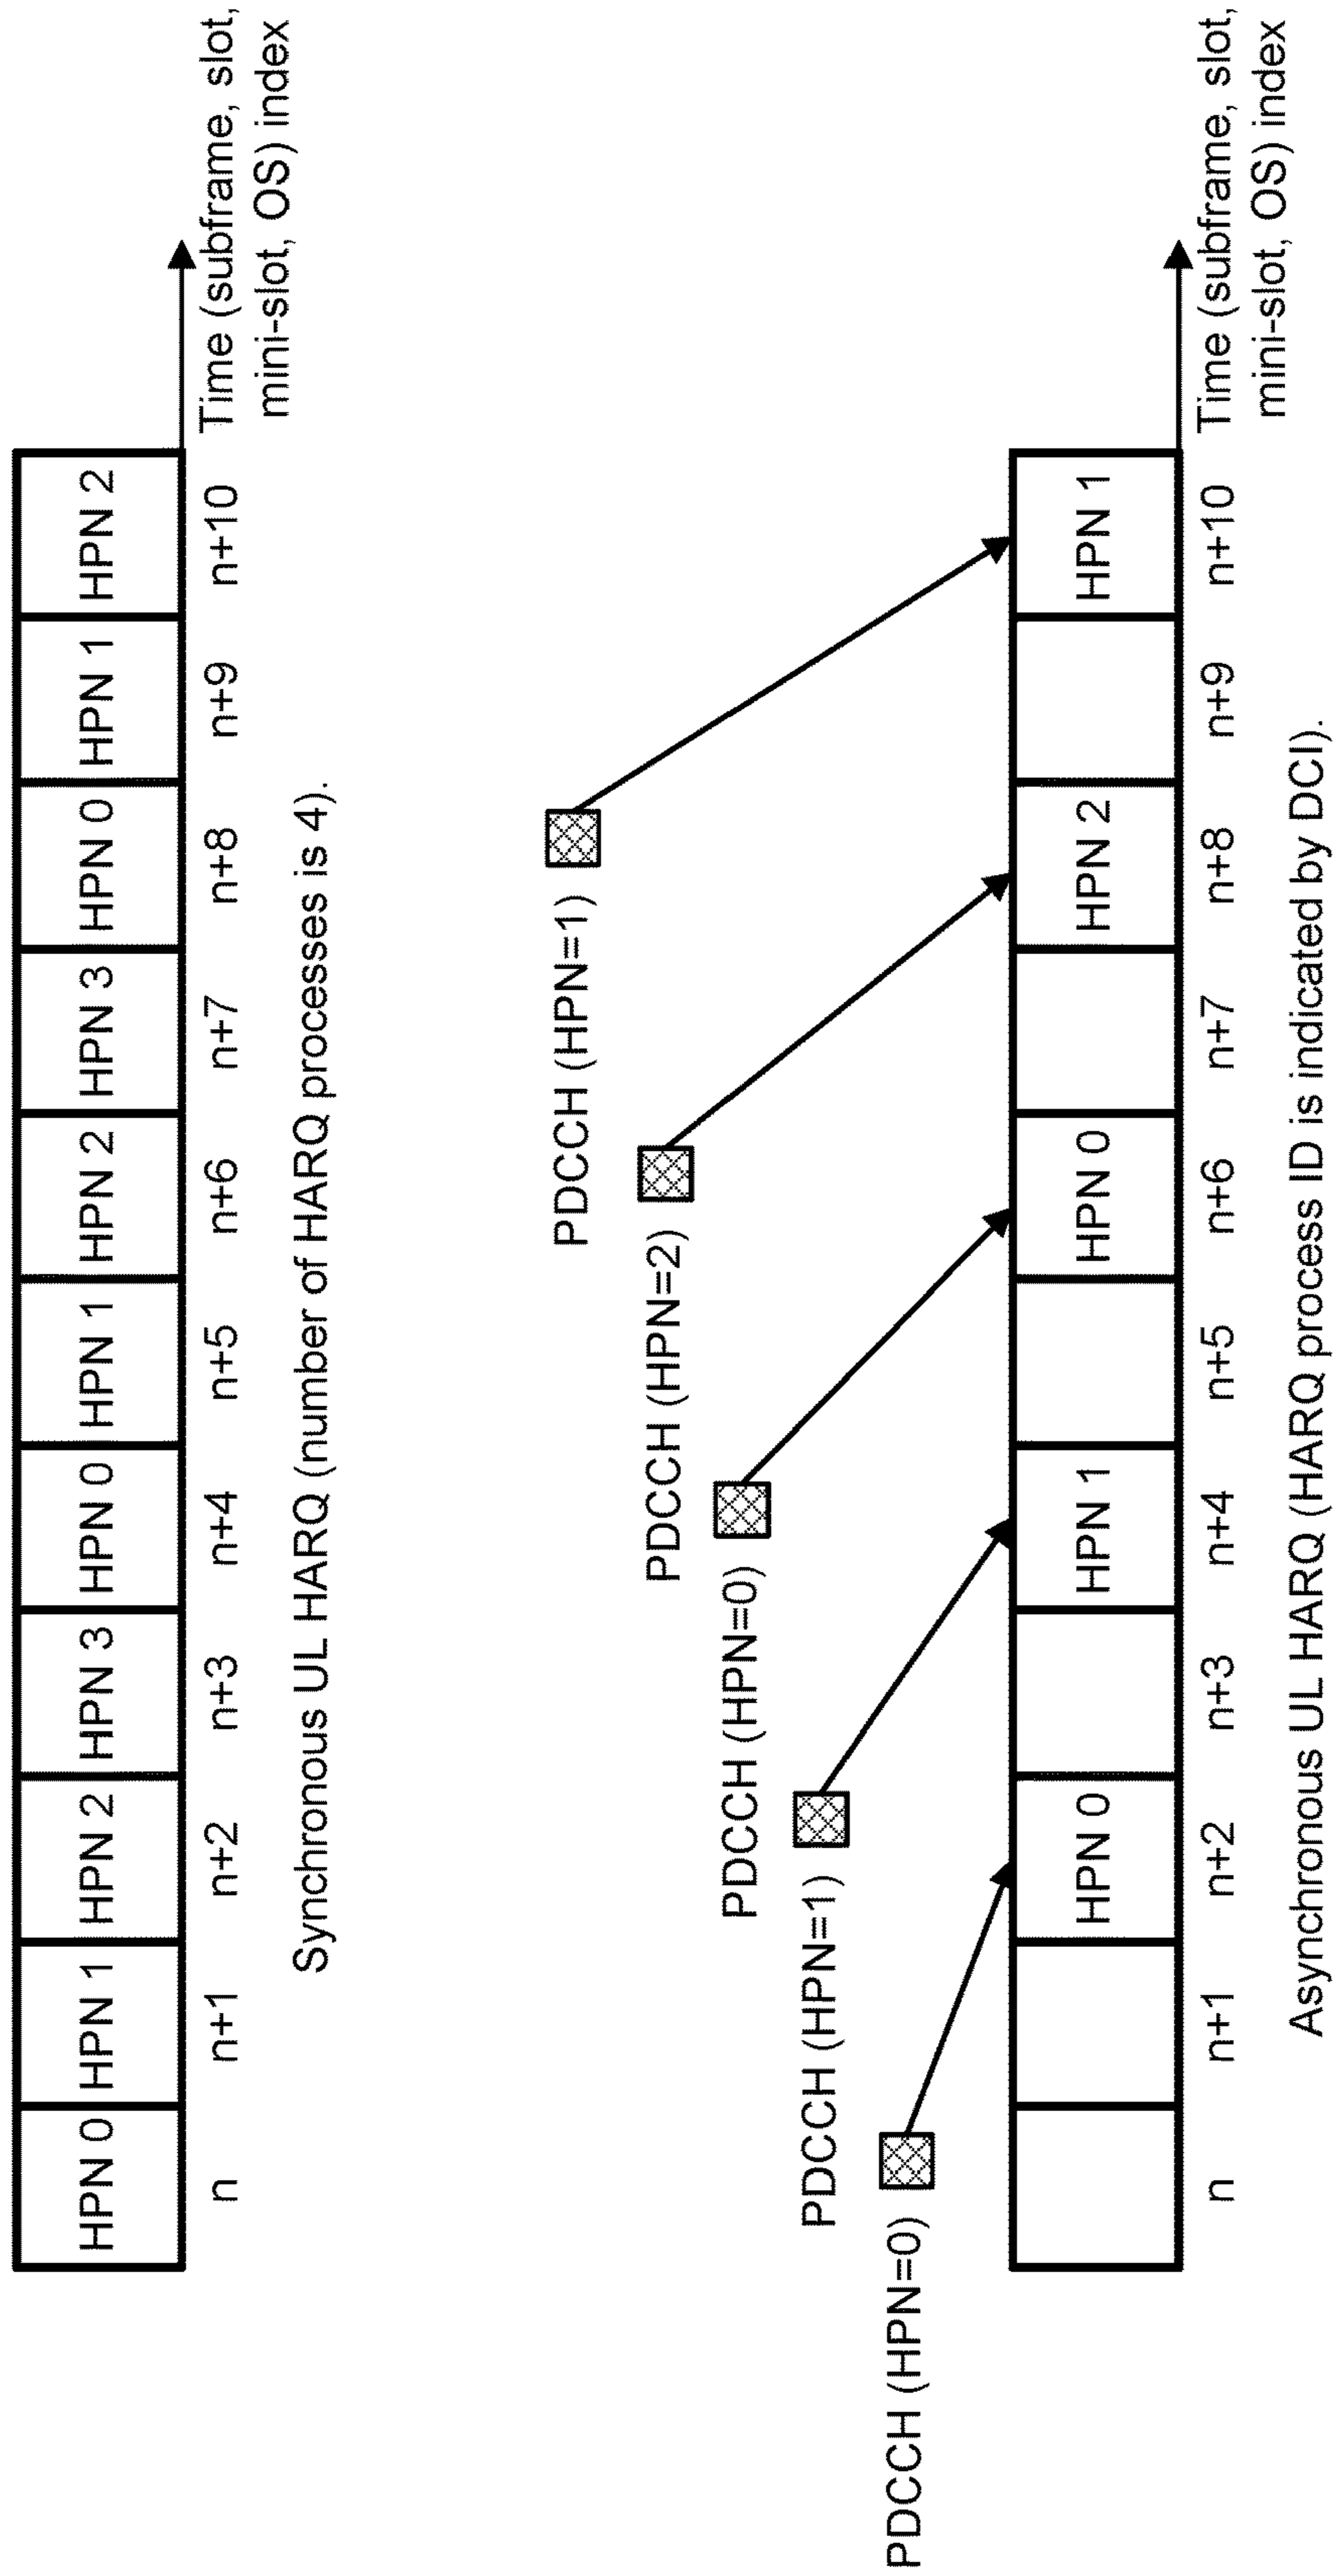 HPN 0 HPN 1 HPN 2 HPN 3 HPN 0 HPN 1 HPN 2 HPN 3 HPN 0 HPN 1 HPN 2
n n+1 n+2 n+3 n+4 n+5 n+6 n+7 n+8 n+9 n+10
Time (subframe, slot,
mini-slot, OS) index
Synchronous UL HARQ (number of HARQ processes is 4).
PDCCH (HPN=1)
PDCCH (HPN=2)
PDCCH (HPN=0)
PDCCH (HPN=1)
PDCCH (HPN=0)
HPN 0 HPN 1 HPN 0 HPN 2 HPN 1
n n+1 n+2 n+3 n+4 n+5 n+6 n+7 n+8 n+9 n+10
Time (subframe, slot,
mini-slot, OS) index
Asynchronous UL HARQ (HARQ process ID is indicated by DCI).